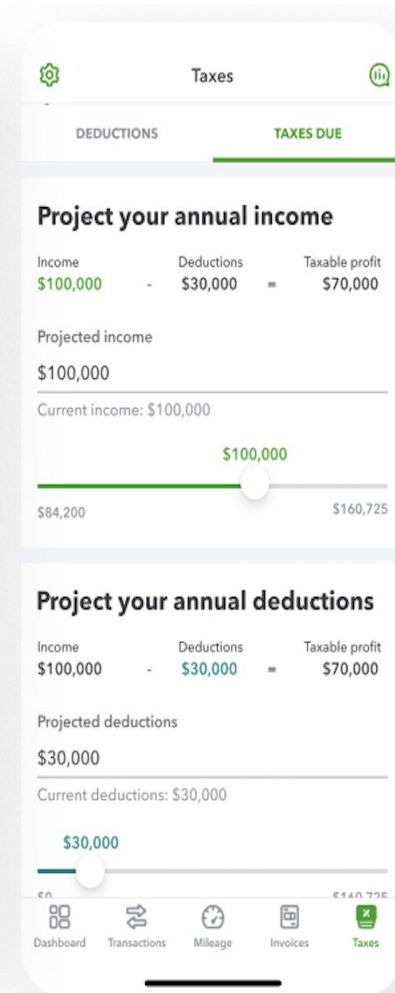 Taxes
DEDUCTIONS TAXES DUE
Project your annual income
Income Deductions Taxable profit
$100,000 - $30,000 = $70,000
Projected income
$100,000
Current income: $100,000
$100,000
$84,200 $160,725
Project your annual deductions
Income Deductions Taxable profit
$100,000 - $30,000 = $70,000
Projected deductions
$30,000
Current deductions: $30,000
$30,000
$0 $160,725
Dashboard Transactions Mileage Invoices Taxes